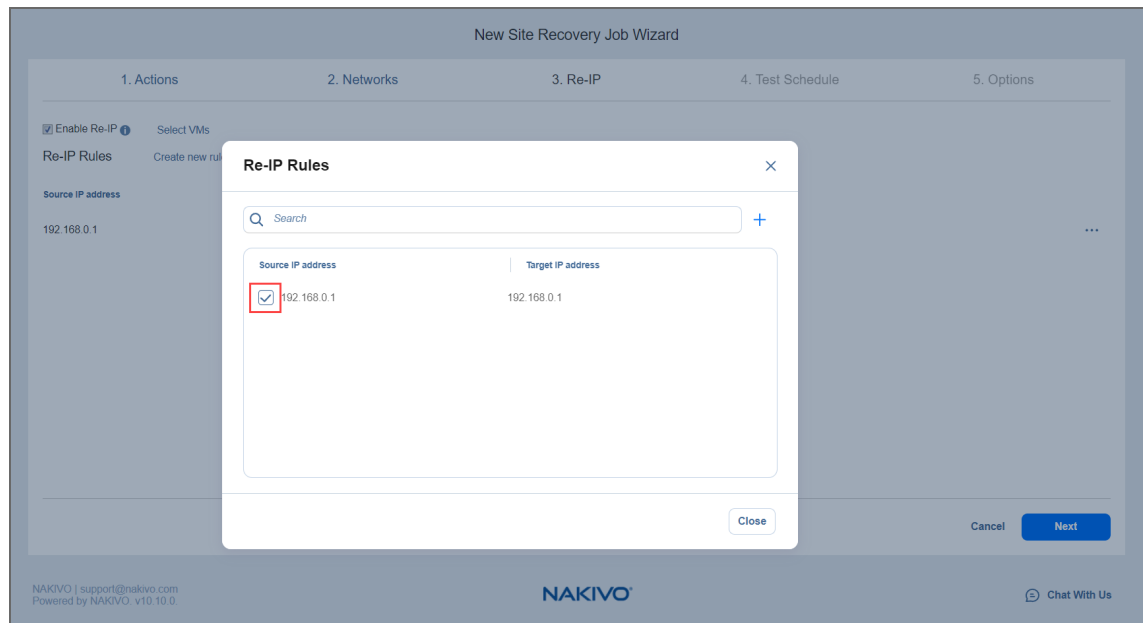 New Site Recovery Job Wizard
1. Actions 2. Networks 3. Re-IP 4. Test Schedule 5. Options
Enable Re-IP Select VMs
Re-IP Rules Create new rul
Source IP address
192.168.0.1
...
Re-IP Rules
Search
Source IP address Target IP address
192.168.0.1 192.168.0.1
Close
Cancel Next
NAKIVO | support@nakivo.com
Powered by NAKIVO. v10.10.0.
NAKIVO®
Chat With Us